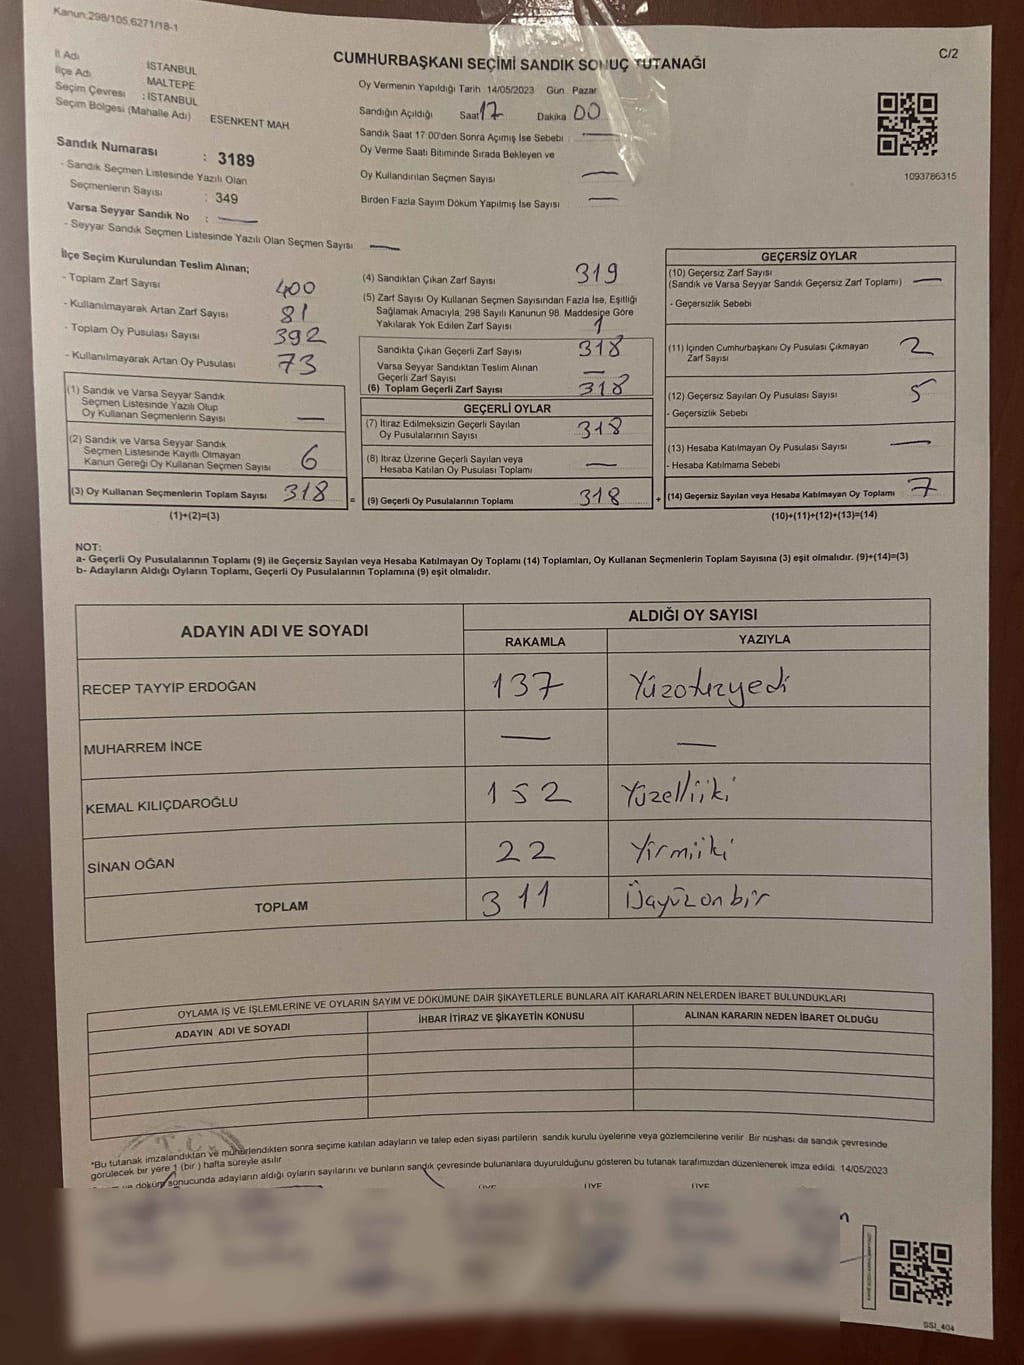 Kanun:298/105,6271/18-1
C/2
CUMHURBAŞKANI SEÇİMİ SANDIK SONUÇ TUTANAĞI
İl Adı İSTANBUL
İlçe Adı MALTEPE
Seçim Çevresi : İSTANBUL
Seçim Bölgesi (Mahalle Adı) ESENKENT MAH
Sandık Numarası : 3189
- Sandık Seçmen Listesinde Yazılı Olan
Seçmenlerin Sayısı : 349
Varsa Seyyar Sandık No : —
- Seyyar Sandık Seçmen Listesinde Yazılı Olan Seçmen Sayısı —
Oy Vermenin Yapıldığı Tarih 14/05/2023 Gün Pazar
Sandığın Açıldığı Saat 17 Dakika 00
Sandık Saat 17:00'den Sonra Açımış İse Sebebi —
Oy Verme Saati Bitiminde Sırada Bekleyen ve
Oy Kullandırılan Seçmen Sayısı —
Birden Fazla Sayım Döküm Yapılmış İse Sayısı —
1093786315
İlçe Seçim Kurulundan Teslim Alınan;
- Toplam Zarf Sayısı 400
- Kullanılmayarak Artan Zarf Sayısı 81
- Toplam Oy Pusulası Sayısı 392
- Kullanılmayarak Artan Oy Pusulası 73
(1) Sandık ve Varsa Seyyar Sandık
Seçmen Listesinde Yazılı Olup
Oy Kullanan Seçmenlerin Sayısı —
(2) Sandık ve Varsa Seyyar Sandık
Seçmen Listesinde Kayıtlı Olmayan
Kanun Gereği Oy Kullanan Seçmen Sayısı 6
(3) Oy Kullanan Seçmenlerin Toplam Sayısı 318 =
(1)+(2)=(3)
(4) Sandıktan Çıkan Zarf Sayısı 319
(5) Zarf Sayısı Oy Kullanan Seçmen Sayısından Fazla İse, Eşitliği
Sağlamak Amacıyla, 298 Sayılı Kanunun 98. Maddesine Göre
Yakılarak Yok Edilen Zarf Sayısı 1
Sandıkta Çıkan Geçerli Zarf Sayısı 318
Varsa Seyyar Sandıktan Teslim Alınan
Geçerli Zarf Sayısı —
(6) Toplam Geçerli Zarf Sayısı 318
GEÇERLİ OYLAR
(7) İtiraz Edilmeksizin Geçerli Sayılan
Oy Pusulalarının Sayısı 318
(8) İtiraz Üzerine Geçerli Sayılan veya
Hesaba Katılan Oy Pusulası Toplamı —
(9) Geçerli Oy Pusulalarının Toplamı 318 +
GEÇERSİZ OYLAR
(10) Geçersiz Zarf Sayısı
(Sandık ve Varsa Seyyar Sandık Geçersiz Zarf Toplamı) —
- Geçersizlik Sebebi
(11) İçinden Cumhurbaşkanı Oy Pusulası Çıkmayan
Zarf Sayısı 2
(12) Geçersiz Sayılan Oy Pusulası Sayısı 5
- Geçersizlik Sebebi
(13) Hesaba Katılmayan Oy Pusulası Sayısı —
- Hesaba Katılmama Sebebi
(14) Geçersiz Sayılan veya Hesaba Katılmayan Oy Toplamı 7
(10)+(11)+(12)+(13)=(14)
NOT:
a- Geçerli Oy Pusulalarının Toplamı (9) ile Geçersiz Sayılan veya Hesaba Katılmayan Oy Toplamı (14) Toplamları, Oy Kullanan Seçmenlerin Toplam Sayısına (3) eşit olmalıdır. (9)+(14)=(3)
b- Adayların Aldığı Oyların Toplamı, Geçerli Oy Pusulalarının Toplamına (9) eşit olmalıdır.
ADAYIN ADI VE SOYADI ALDIĞI OY SAYISI
RAKAMLA YAZIYLA
RECEP TAYYİP ERDOĞAN 137 Yüzotuzyedi
MUHARREM İNCE — —
KEMAL KILIÇDAROĞLU 152 Yüzelliiki
SİNAN OĞAN 22 Yirmiiki
TOPLAM 311 Üçyüzonbir
OYLAMA İŞ VE İŞLEMLERİNE VE OYLARIN SAYIM VE DÖKÜMÜNE DAİR ŞİKAYETLERLE BUNLARA AİT KARARLARIN NELERDEN İBARET BULUNDUKLARI
ADAYIN ADI VE SOYADI İHBAR İTİRAZ VE ŞİKAYETİN KONUSU ALINAN KARARIN NEDEN İBARET OLDUĞU
T.C.
*Bu tutanak imzalandıktan ve mühürlendikten sonra seçime katılan adayların ve talep eden siyasi partilerin sandık kurulu üyelerine veya gözlemcilerine verilir. Bir nüshası da sandık çevresinde
görülecek bir yere 1 (bir) hafta süreyle asılır
ve döküm sonucunda adayların aldığı oyların sayılarını ve bunların sandık çevresinde bulunanlara duyurulduğunu gösteren bu tutanak tarafımızdan düzenlenerek imza edildi. 14/05/2023
ÜYE ÜYE ÜYE
SSI_404